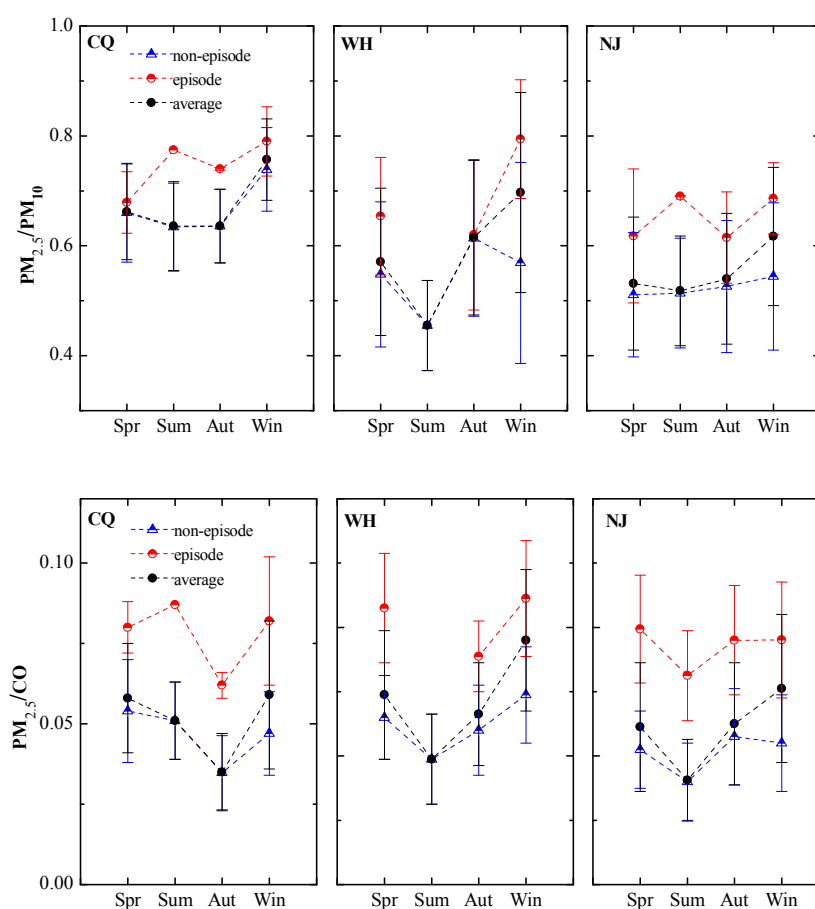 1.0
CQ
WH
NJ
non-episode
episode
average
0.8
0.6
0.4
PM2.5/PM10
Spr Sum Aut Win
Spr Sum Aut Win
Spr Sum Aut Win
CQ
WH
NJ
non-episode
episode
average
0.10
0.05
0.00
PM2.5/CO
Spr Sum Aut Win
Spr Sum Aut Win
Spr Sum Aut Win